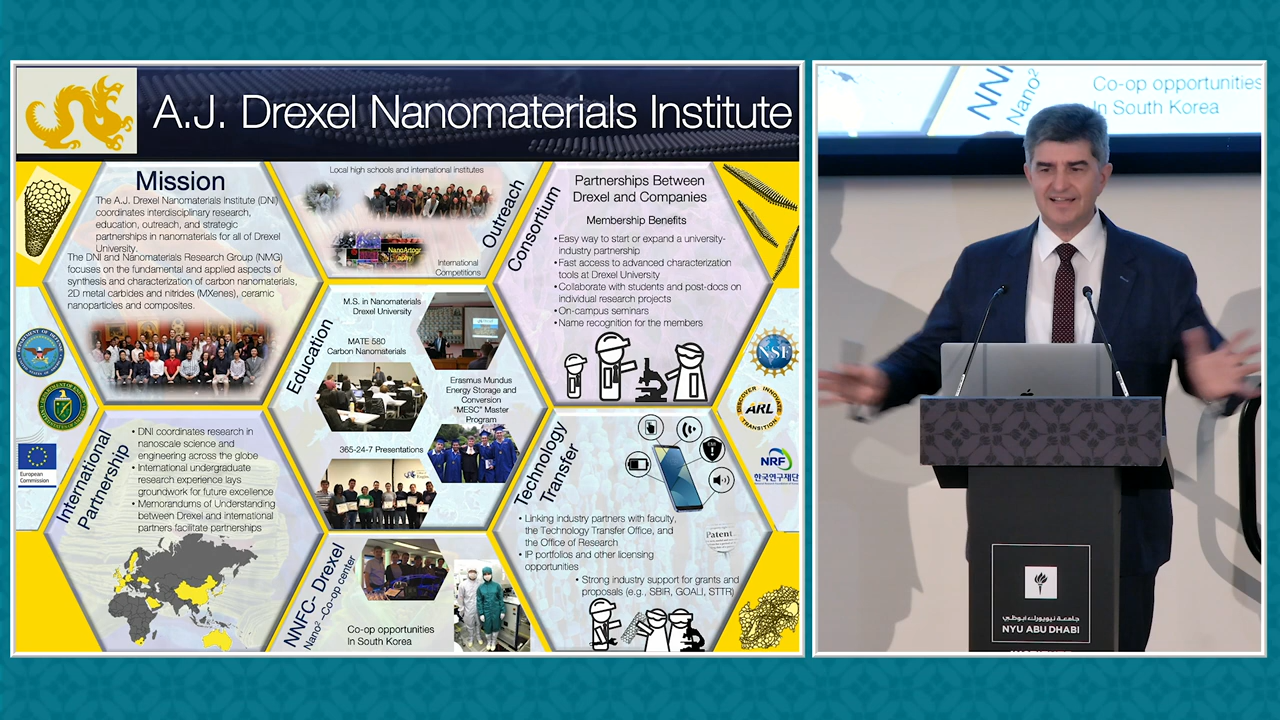 A.J. Drexel Nanomaterials Institute
Mission
The A.J. Drexel Nanomaterials Institute (DNI)
coordinates interdisciplinary research,
education, outreach, and strategic
partnerships in nanomaterials for all of Drexel
University.
The DNI and Nanomaterials Research Group (NMG)
focuses on the fundamental and applied aspects of
synthesis and characterization of carbon nanomaterials,
2D metal carbides and nitrides (MXenes), ceramic
nanoparticles and composites.
Local high schools and international institutes
Outreach
NanoArtogr
aphy
International
Competitions
Consortium
Partnerships Between
Drexel and Companies
Membership Benefits
• Easy way to start or expand a university-
industry partnership
• Fast access to advanced characterization
tools at Drexel University
• Collaborate with students and post-docs on
individual research projects
• On-campus seminars
• Name recognition for the members
Education
M.S. in Nanomaterials
Drexel University
MATE 580
Carbon Nanomaterials
Erasmus Mundus
Energy Storage and
Conversion
"MESC" Master
Program
365-24-7 Presentations
International
Partnership
• DNI coordinates research in
nanoscale science and
engineering across the globe
• International undergraduate
research experience lays
groundwork for future excellence
• Memorandums of Understanding
between Drexel and international
partners facilitate partnerships
Technology
Transfer
• Linking industry partners with faculty,
the Technology Transfer Office, and
the Office of Research
• IP portfolios and other licensing
opportunities
• Strong industry support for grants and
proposals (e.g., SBIR, GOALI, STTR)
Patent
NNFC- Drexel
Nano² –Co-op center
Co-op opportunities
In South Korea
European
Commission
NSF
DISCOVER INNOVATE TRANSITION
ARL
NRF
한국연구재단
NN
Nano²
Co-op opportunities
In South Korea
جامعة نيويورك أبوظبي
NYU ABU DHABI